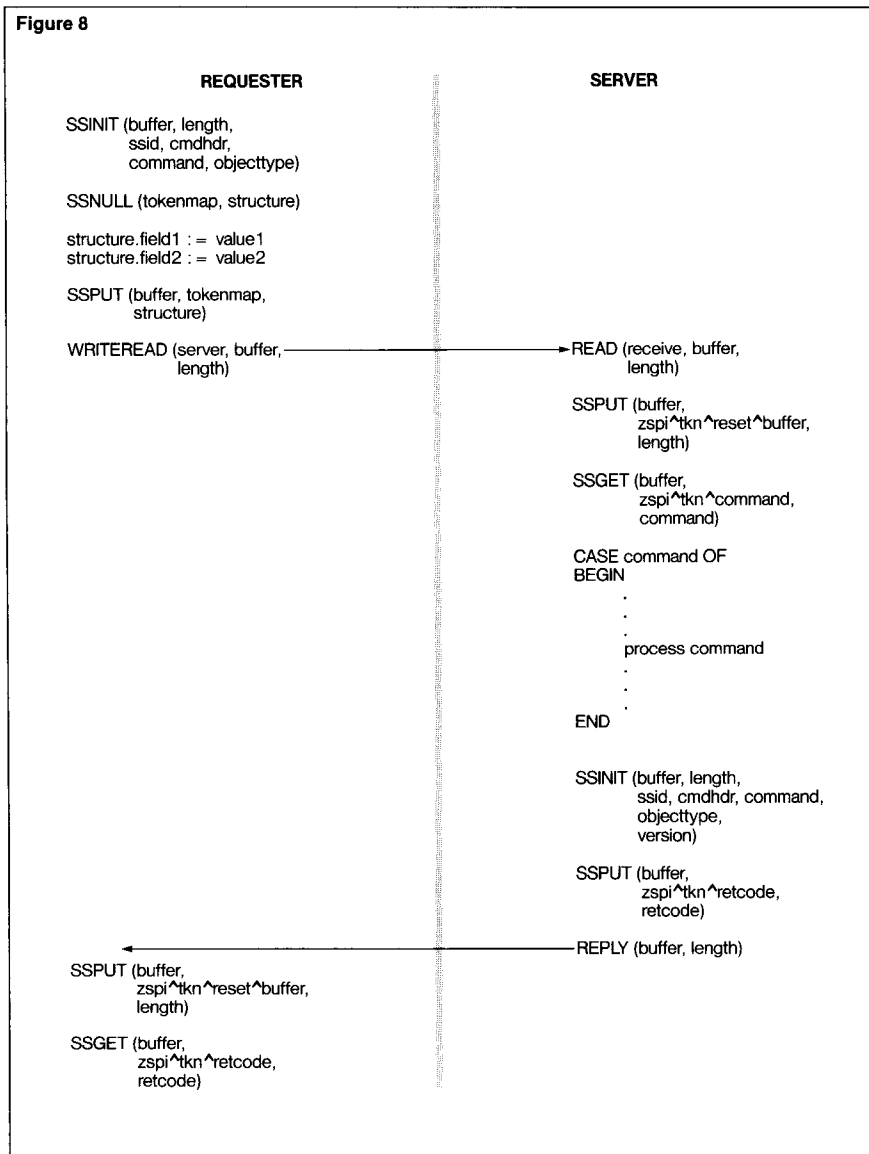 Figure 8
REQUESTER
SERVER
SSINIT (buffer, length,
ssid, cmdhdr,
command, objecttype)
SSNULL (tokenmap, structure)
structure.field1 : = value1
structure.field2 : = value2
SSPUT (buffer, tokenmap,
structure)
WRITEREAD (server, buffer,
length)
READ (receive, buffer,
length)
SSPUT (buffer,
zspi^tkn^reset^buffer,
length)
SSGET (buffer,
zspi^tkn^command,
command)
CASE command OF
BEGIN
.
.
.
process command
.
.
.
END
SSINIT (buffer, length,
ssid, cmdhdr, command,
objecttype,
version)
SSPUT (buffer,
zspi^tkn^retcode,
retcode)
REPLY (buffer, length)
SSPUT (buffer,
zspi^tkn^reset^buffer,
length)
SSGET (buffer,
zspi^tkn^retcode,
retcode)